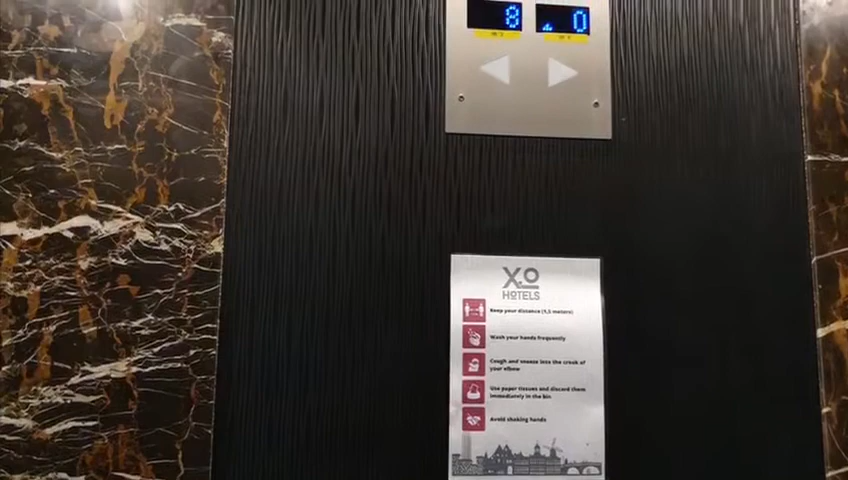 8 0
XO
HOTELS
Keep your distance (1,5 meters)
Wash your hands frequently
Cough and sneeze into the crook of
your elbow
Use paper tissues and discard them
immediately in the bin
Avoid shaking hands